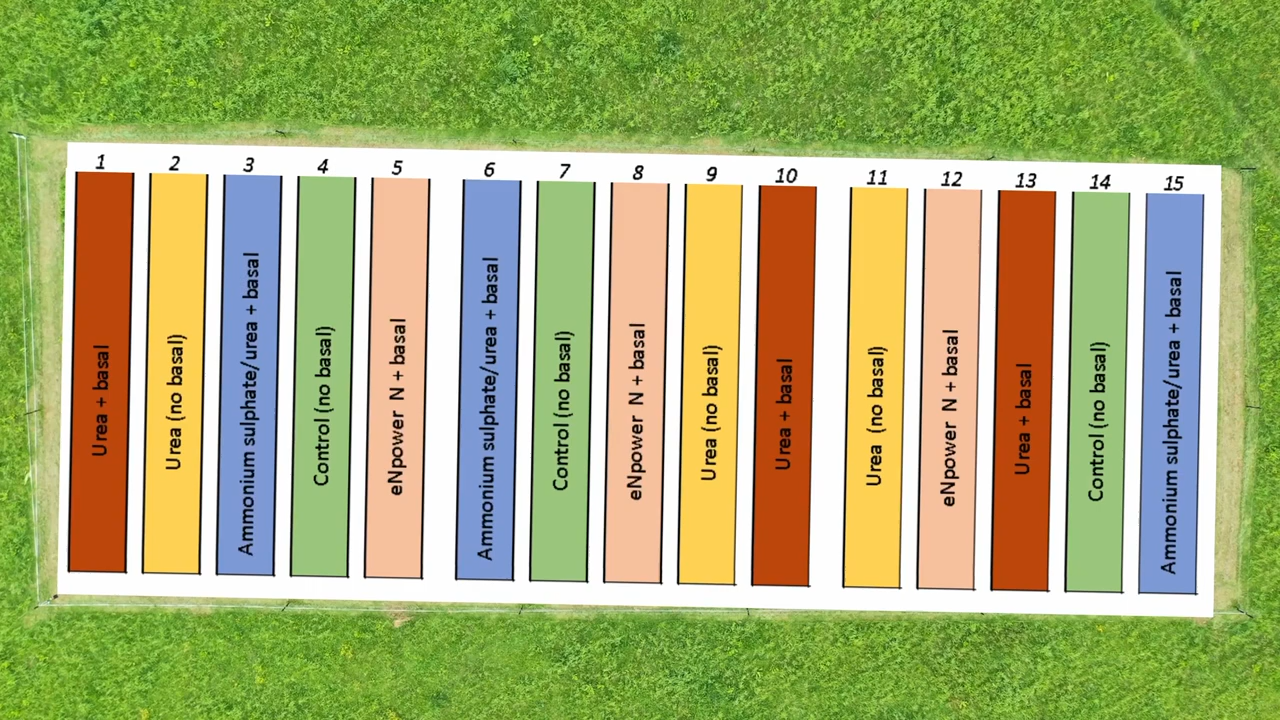 1
2
3
4
5
6
7
8
9
10
11
12
13
14
15
Urea + basal
Urea (no basal)
Ammonium sulphate/urea + basal
Control (no basal)
eNpower N + basal
Ammonium sulphate/urea + basal
Control (no basal)
eNpower N + basal
Urea (no basal)
Urea + basal
Urea (no basal)
eNpower N + basal
Urea + basal
Control (no basal)
Ammonium sulphate/urea + basal